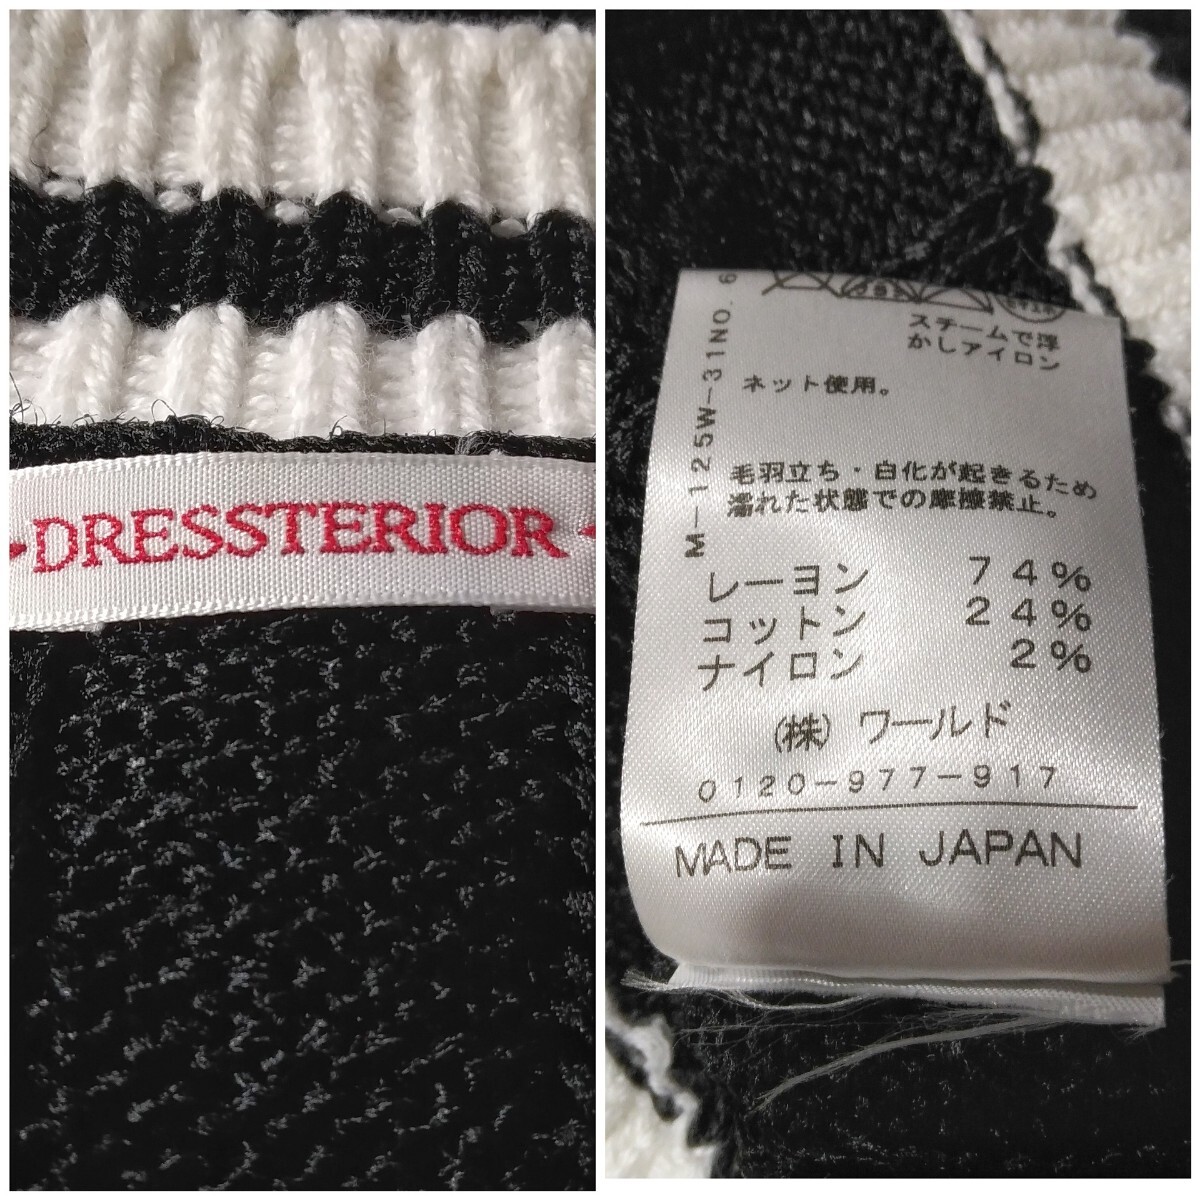 DRESSTERIOR
スチームで浮
かしアイロン
ネット使用。
M-125W-31NO. 6
毛羽立ち・白化が起きるため
濡れた状態での摩擦禁止。
レーヨン 74%
コットン 24%
ナイロン 2%
(株) ワールド
0120-977-917
MADE IN JAPAN